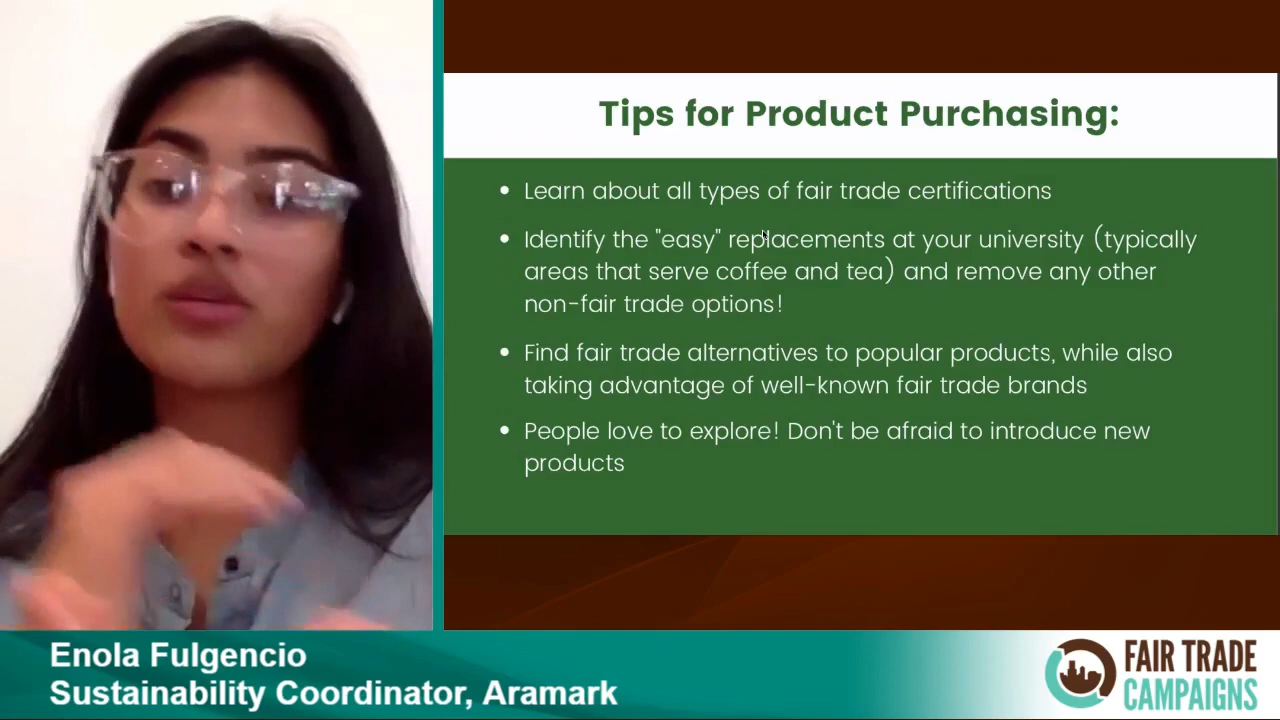 Tips for Product Purchasing:
• Learn about all types of fair trade certifications
• Identify the "easy" replacements at your university (typically
areas that serve coffee and tea) and remove any other
non-fair trade options!
• Find fair trade alternatives to popular products, while also
taking advantage of well-known fair trade brands
• People love to explore! Don't be afraid to introduce new
products
Enola Fulgencio
Sustainability Coordinator, Aramark
FAIR TRADE
CAMPAIGNS